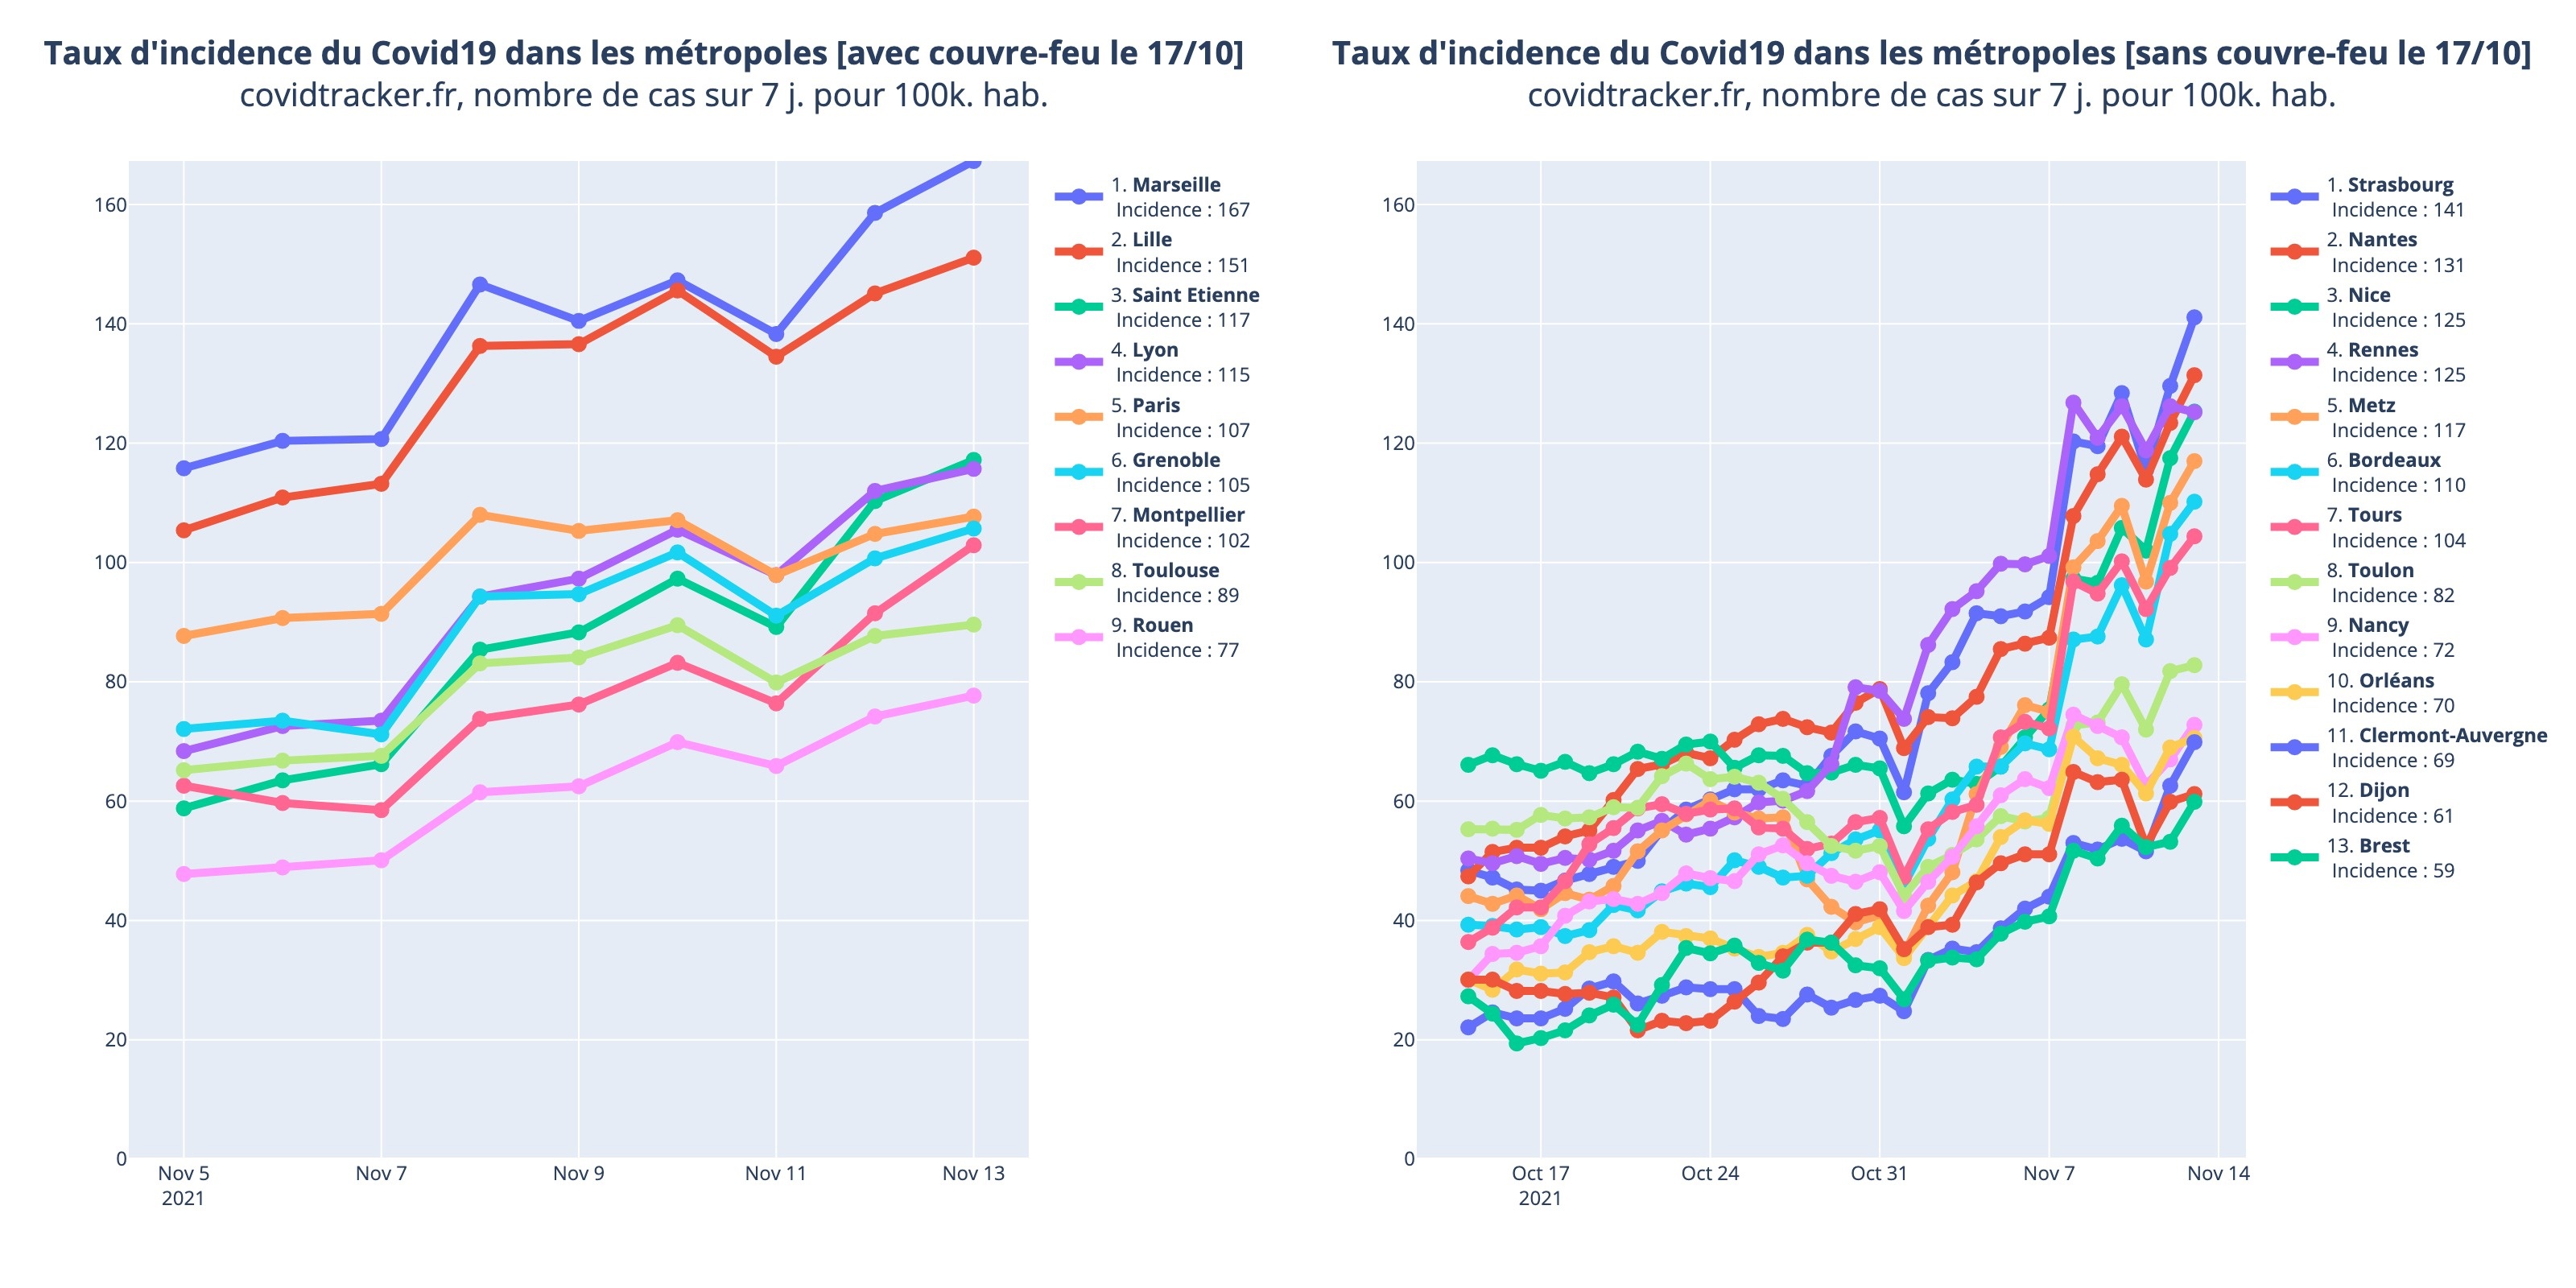 Taux d'incidence du Covid19 dans les métropoles [avec couvre-feu le 17/10]
covidtracker.fr, nombre de cas sur 7 j. pour 100k. hab.
160
140
120
100
80
60
40
20
0
Nov 5
2021
Nov 7
Nov 9
Nov 11
Nov 13
1. Marseille
Incidence : 167
2. Lille
Incidence : 151
3. Saint Etienne
Incidence : 117
4. Lyon
Incidence : 115
5. Paris
Incidence : 107
6. Grenoble
Incidence : 105
7. Montpellier
Incidence : 102
8. Toulouse
Incidence : 89
9. Rouen
Incidence : 77
Taux d'incidence du Covid19 dans les métropoles [sans couvre-feu le 17/10]
covidtracker.fr, nombre de cas sur 7 j. pour 100k. hab.
160
140
120
100
80
60
40
20
0
Oct 17
2021
Oct 24
Oct 31
Nov 7
Nov 14
1. Strasbourg
Incidence : 141
2. Nantes
Incidence : 131
3. Nice
Incidence : 125
4. Rennes
Incidence : 125
5. Metz
Incidence : 117
6. Bordeaux
Incidence : 110
7. Tours
Incidence : 104
8. Toulon
Incidence : 82
9. Nancy
Incidence : 72
10. Orléans
Incidence : 70
11. Clermont-Auvergne
Incidence : 69
12. Dijon
Incidence : 61
13. Brest
Incidence : 59